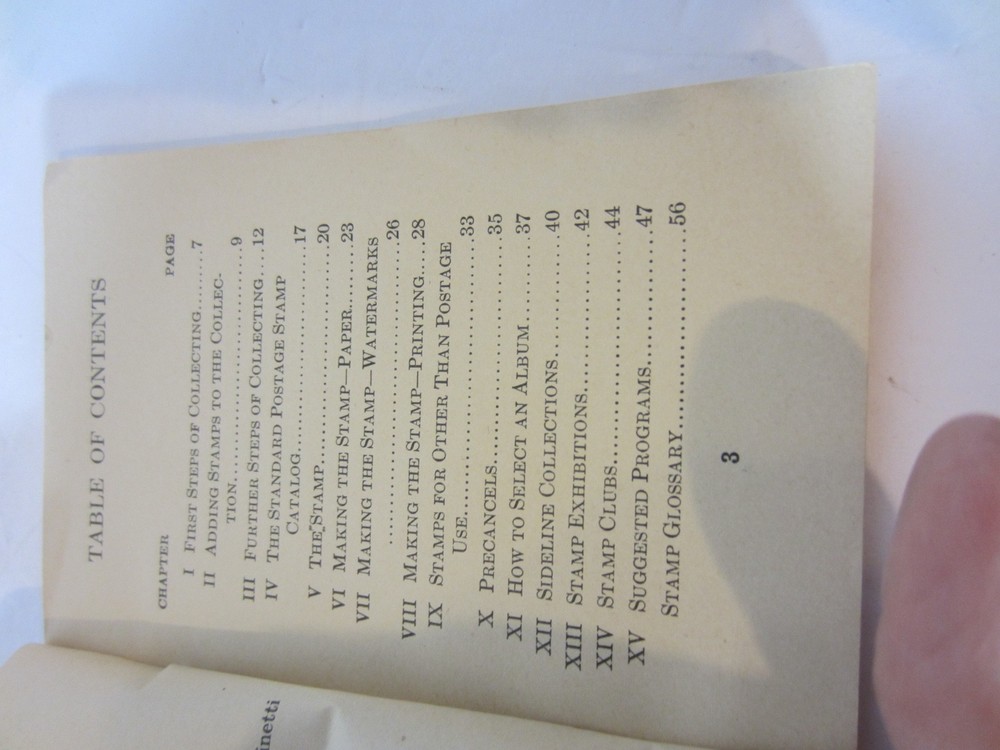 TABLE OF CONTENTS
CHAPTER PAGE
I FIRST STEPS OF COLLECTING.........7
II ADDING STAMPS TO THE COLLEC-
TION..............................9
III FURTHER STEPS OF COLLECTING....12
IV THE STANDARD POSTAGE STAMP
CATALOG...........................17
V THE STAMP..........................20
VI MAKING THE STAMP—PAPER.........23
VII MAKING THE STAMP—WATERMARKS
....................................26
VIII MAKING THE STAMP—PRINTING.....28
IX STAMPS FOR OTHER THAN POSTAGE
USE................................33
X PRECANCELS.........................35
XI HOW TO SELECT AN ALBUM..........37
XII SIDELINE COLLECTIONS.............40
XIII STAMP EXHIBITIONS...............42
XIV STAMP CLUBS......................44
XV SUGGESTED PROGRAMS..............47
STAMP GLOSSARY......................56
3
inetti